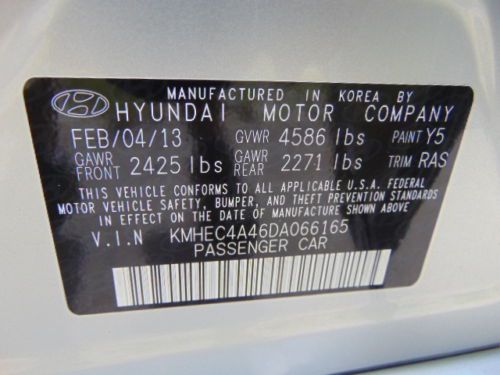 MANUFACTURED IN KOREA BY
HYUNDAI MOTOR COMPANY
FEB/04/13 GVWR 4586 lbs PAINT Y5
GAWR FRONT 2425 lbs GAWR REAR 2271 lbs TRIM RAS
THIS VEHICLE CONFORMS TO ALL APPLICABLE U.S.A. FEDERAL
MOTOR VEHICLE SAFETY, BUMPER, AND THEFT PREVENTION STANDARDS
IN EFFECT ON THE DATE OF MANUFACTURE SHOWN ABOVE.
V.I.N KMHEC4A46DA066165
PASSENGER CAR